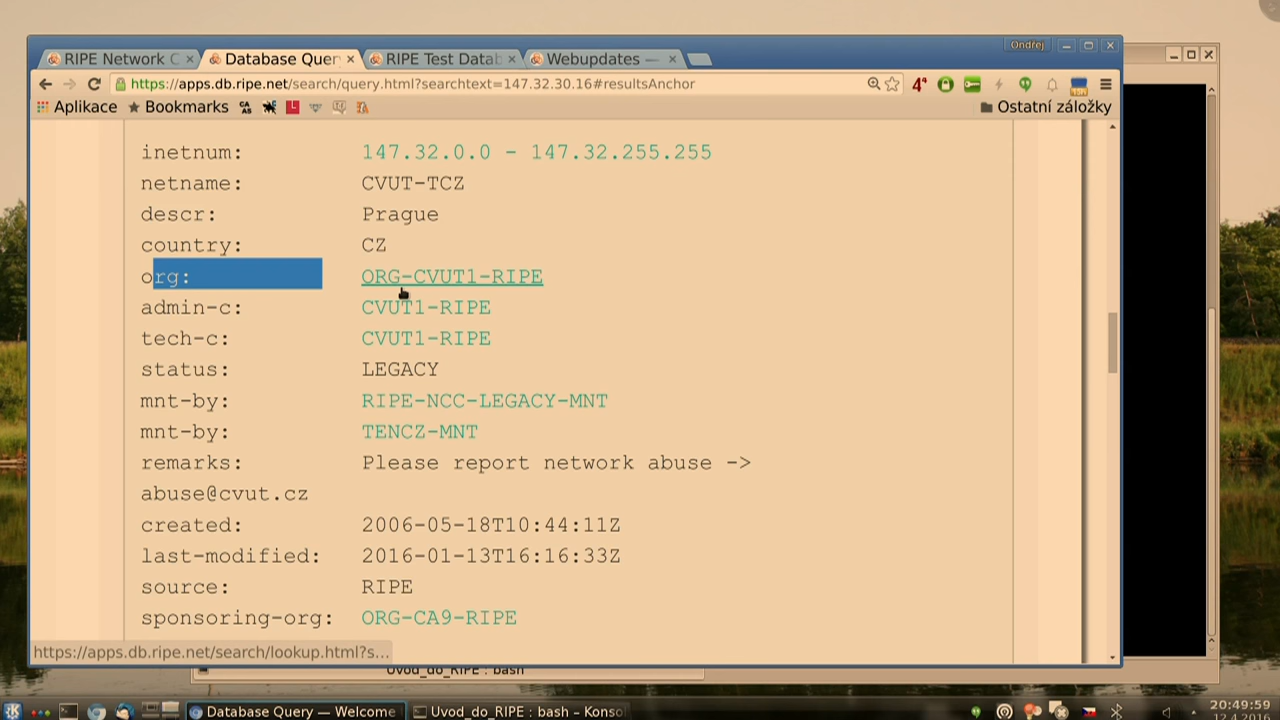 Ondřej
RIPE Network C
Database Quer
RIPE Test Datab
Webupdates —
https://apps.db.ripe.net/search/query.html?searchtext=147.32.30.16#resultsAnchor
Aplikace
Bookmarks
Ostatní záložky
inetnum: 147.32.0.0 - 147.32.255.255
netname: CVUT-TCZ
descr: Prague
country: CZ
org: ORG-CVUT1-RIPE
admin-c: CVUT1-RIPE
tech-c: CVUT1-RIPE
status: LEGACY
mnt-by: RIPE-NCC-LEGACY-MNT
mnt-by: TENCZ-MNT
remarks: Please report network abuse ->
abuse@cvut.cz
created: 2006-05-18T10:44:11Z
last-modified: 2016-01-13T16:16:33Z
source: RIPE
sponsoring-org: ORG-CA9-RIPE
https://apps.db.ripe.net/search/lookup.html?s...
Uvod_do_RIPE : bash
Database Query — Welcome
Uvod_do_RIPE : bash – Konso
20:49:59